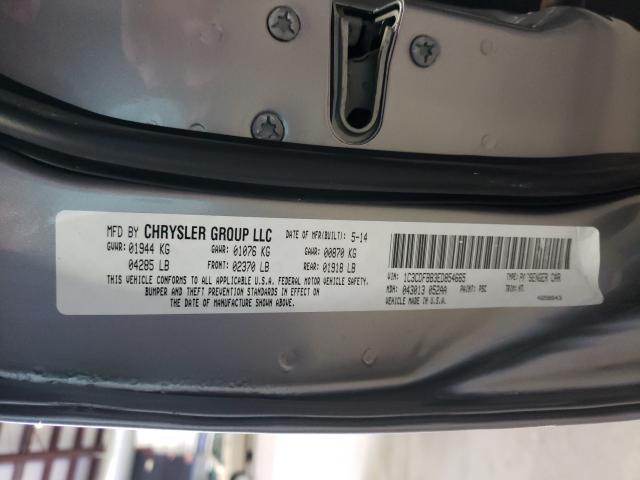 MFD BY CHRYSLER GROUP LLC DATE OF MFR(BUILT): 5-14
GVWR: 01944 KG GAWR: 01076 KG GAWR: 00870 KG
04285 LB FRONT: 02370 LB REAR: 01918 LB
THIS VEHICLE CONFORMS TO ALL APPLICABLE U.S.A. FEDERAL MOTOR VEHICLE SAFETY,
BUMPER AND THEFT PREVENTION STANDARDS IN EFFECT ON
THE DATE OF MANUFACTURE SHOWN ABOVE.
VIN: 1C3CDFBB3ED854665 TYPE: SENGER CAR
MDH: 043013 052AA PAINT: PSC TRIM:
VEHICLE MADE IN U.S.A.